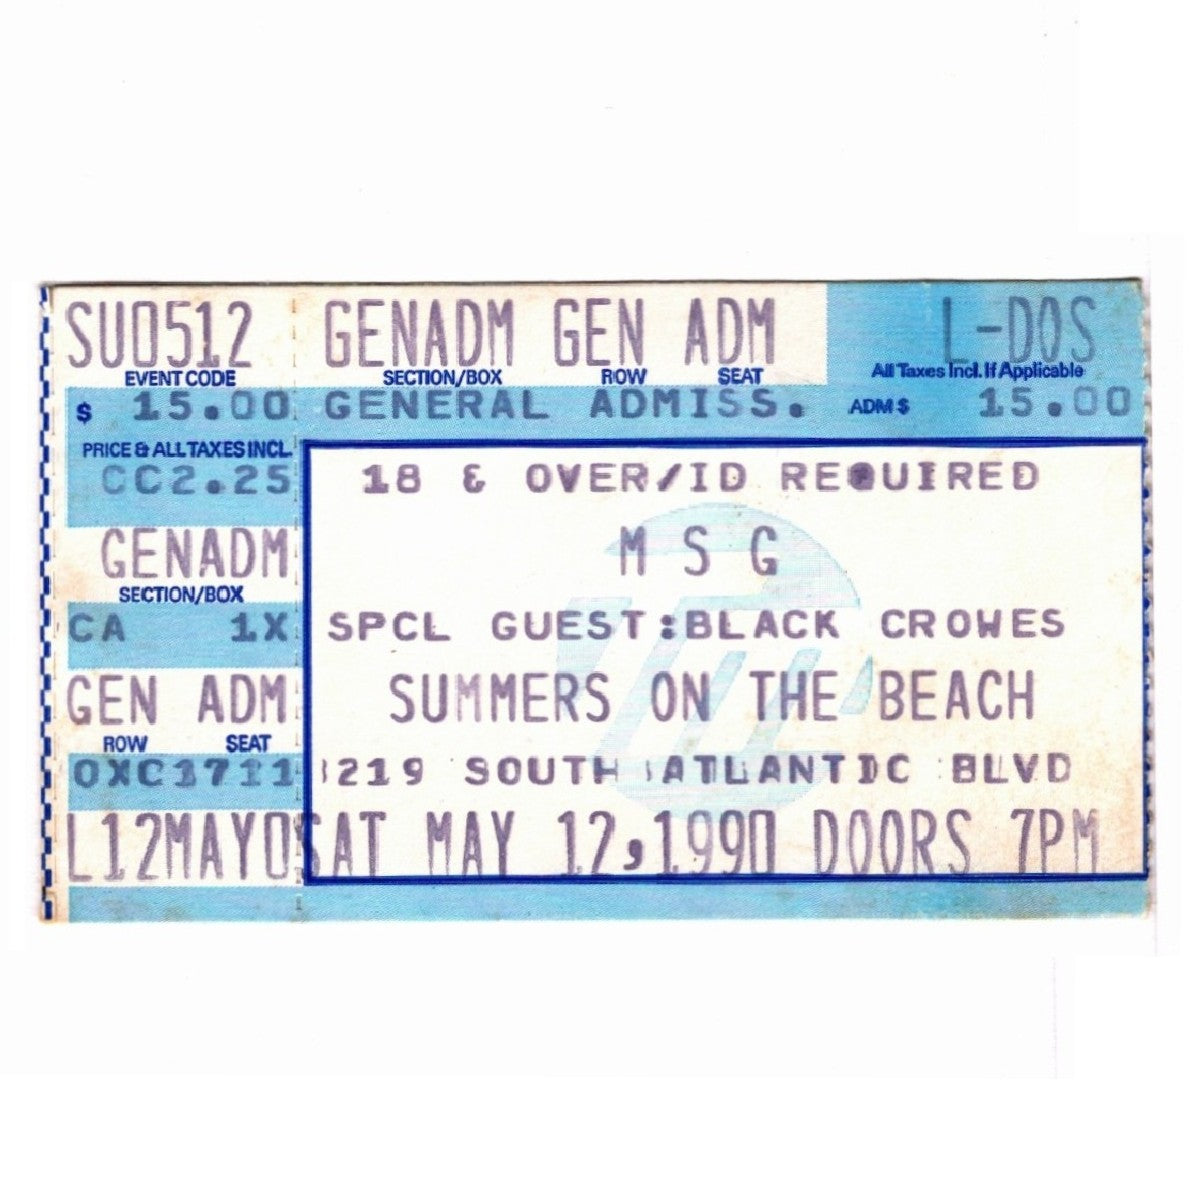 SU0512 GENADM GEN ADM L-DOS
EVENT CODE SECTION/BOX ROW SEAT All Taxes Incl. If Applicable
$ 15.00 GENERAL ADMISS. ADM $ 15.00
PRICE & ALL TAXES INCL.
CC2.25 18 & OVER/ID REQUIRED
GENADM M S G
SECTION/BOX
CA 1X SPCL GUEST:BLACK CROWES
GEN ADM SUMMERS ON THE BEACH
ROW SEAT
OXC1711 219 SOUTH ATLANTIC BLVD
L12MAY0 SAT MAY 12,1990 DOORS 7PM